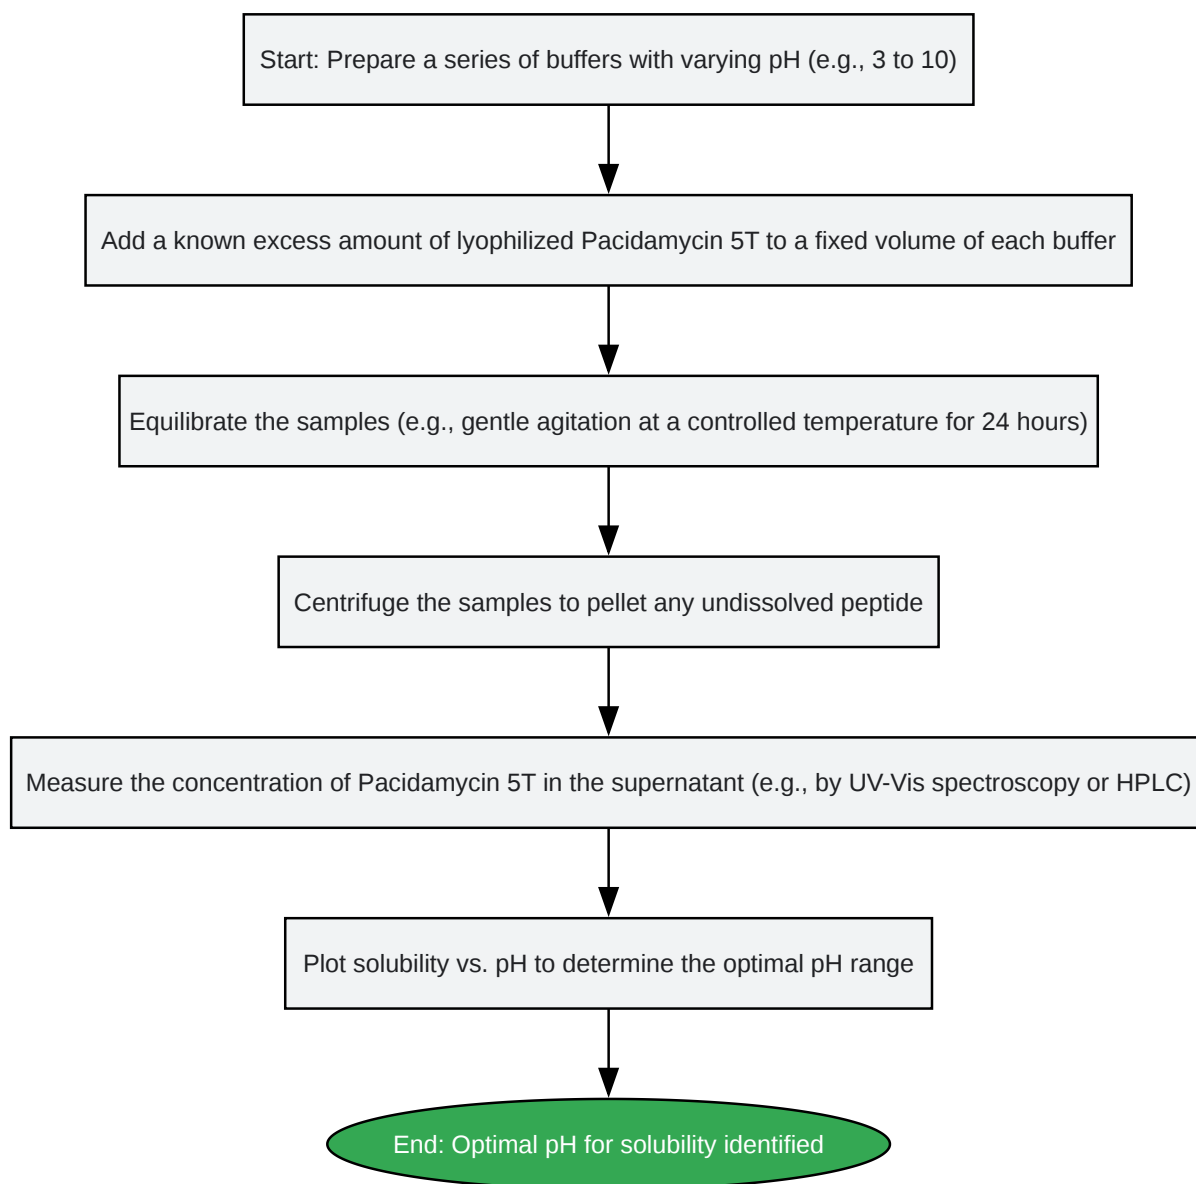 Start: Prepare a series of buffers with varying pH (e.g., 3 to 10)
Add a known excess amount of lyophilized Pacidamycin 5T to a fixed volume of each buffer
Equilibrate the samples (e.g., gentle agitation at a controlled temperature for 24 hours)
Centrifuge the samples to pellet any undissolved peptide
Measure the concentration of Pacidamycin 5T in the supernatant (e.g., by UV-Vis spectroscopy or HPLC)
Plot solubility vs. pH to determine the optimal pH range
End: Optimal pH for solubility identified